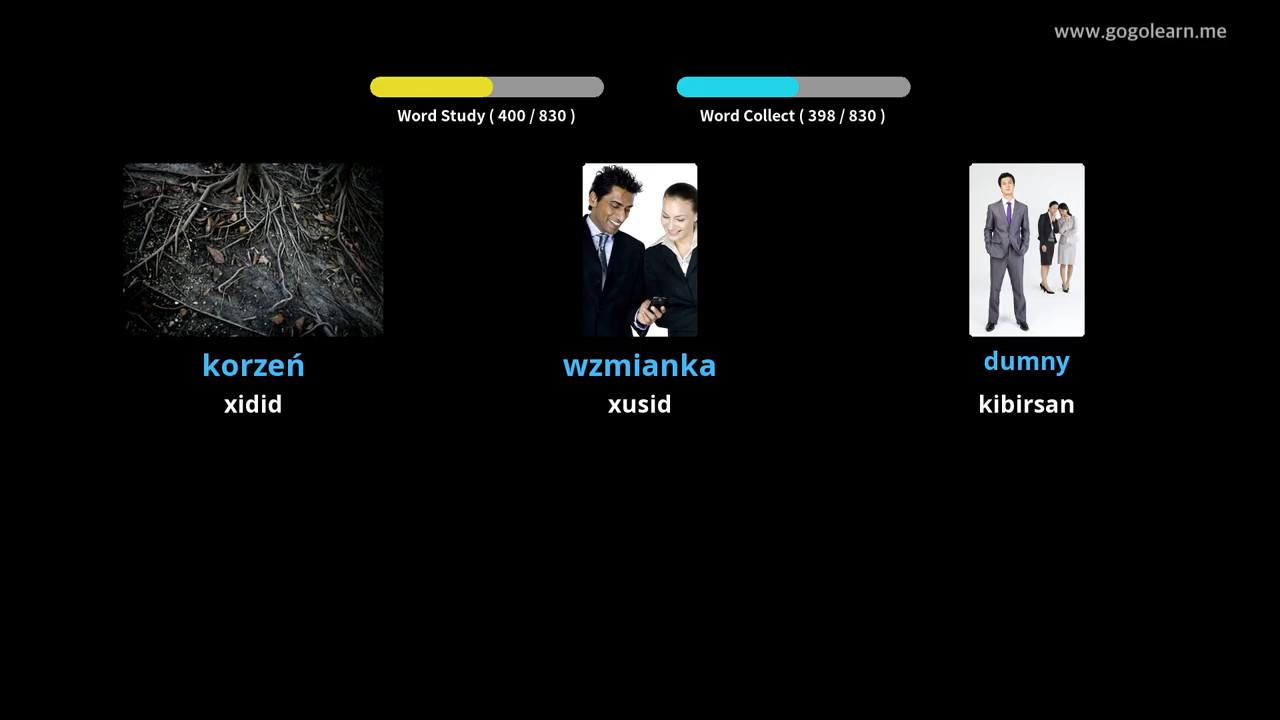 www.gogolearn.me
Word Study ( 400 / 830 )
Word Collect ( 398 / 830 )
korzeń
wzmianka
dumny
xidid
xusid
kibirsan